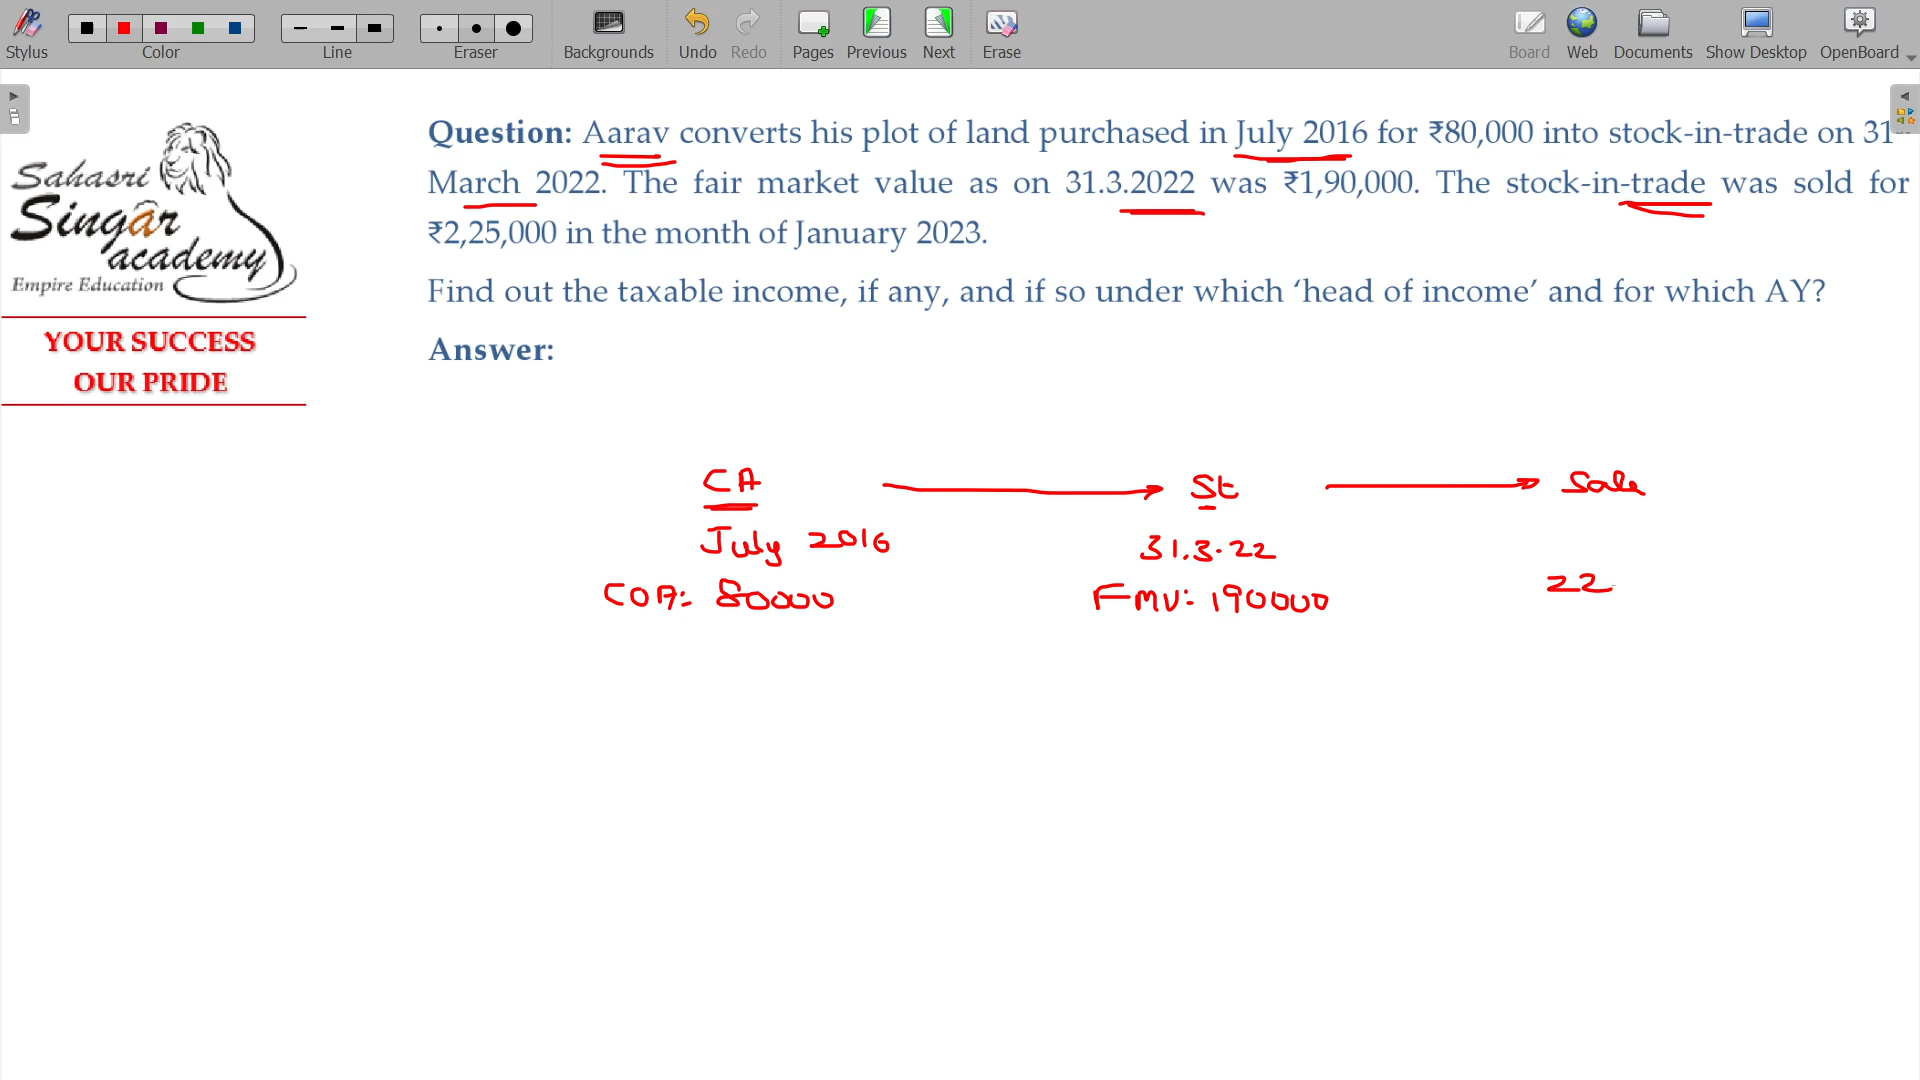 Stylus Color Line Eraser Backgrounds Undo Redo Pages Previous Next Erase Board Web Documents Show Desktop OpenBoard
Sahasri
Singär
academy
Empire Education
YOUR SUCCESS
OUR PRIDE
Question: Aarav converts his plot of land purchased in July 2016 for ₹80,000 into stock-in-trade on 31
March 2022. The fair market value as on 31.3.2022 was ₹1,90,000. The stock-in-trade was sold for
₹2,25,000 in the month of January 2023.
Find out the taxable income, if any, and if so under which ‘head of income’ and for which AY?
Answer:
CA St Sale
July 2016 31.3.22
COA: 80000 FMV: 190000 22